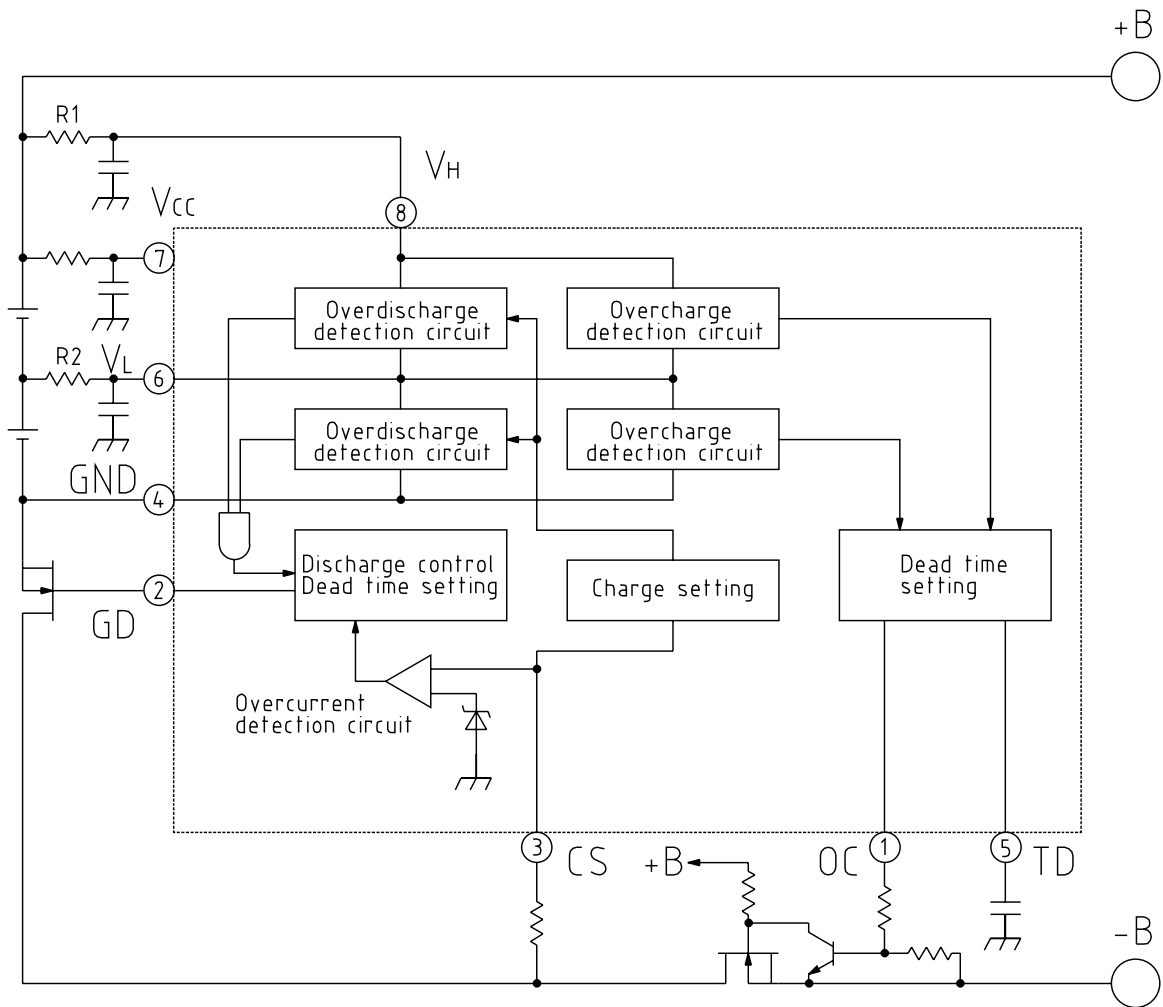 +B
R1
VH
VCC
8
7
Overdischarge
detection circuit
Overcharge
detection circuit
R2
VL
6
Overdischarge
detection circuit
Overcharge
detection circuit
GND
4
Discharge control
Dead time setting
Charge setting
Dead time
setting
2
GD
Overcurrent
detection circuit
3
CS
+B
OC
1
5
TD
-B